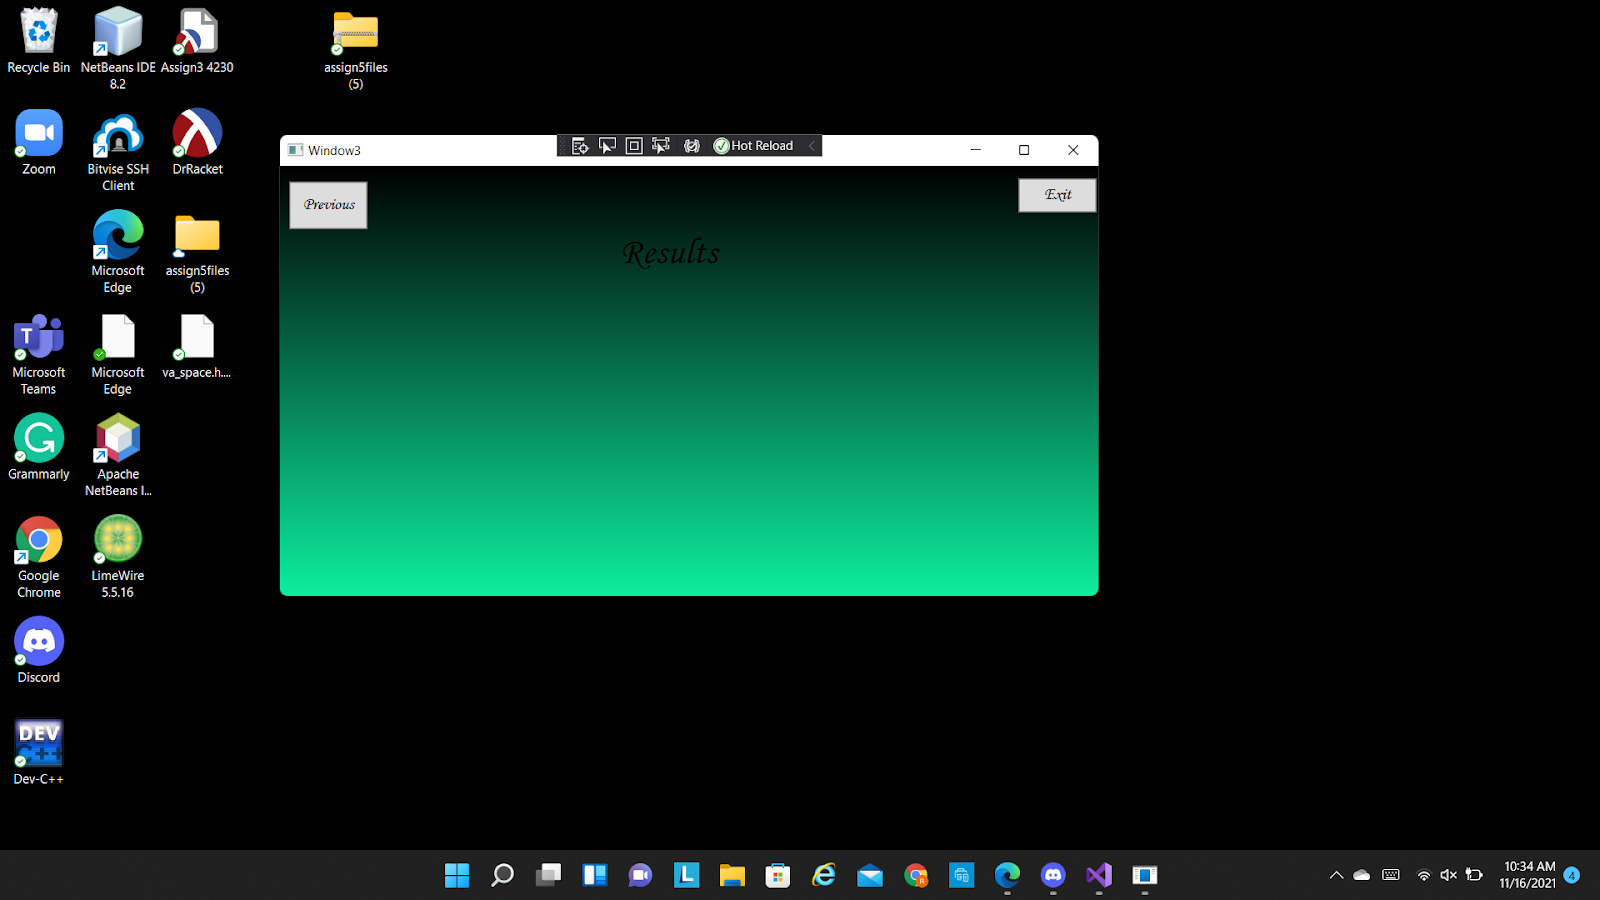 Recycle Bin
NetBeans IDE
8.2
Assign3 4230
assign5files
(5)
Zoom
Bitvise SSH
Client
DrRacket
Microsoft
Edge
assign5files
(5)
T
Microsoft
Teams
Microsoft
Edge
va_space.h....
G
Grammarly
Apache
NetBeans I...
Google
Chrome
LimeWire
5.5.16
Discord
DEV
C++
Dev-C++
Window3
Hot Reload
Previous
Exit
Results
L
R
10:34 AM
11/16/2021
4